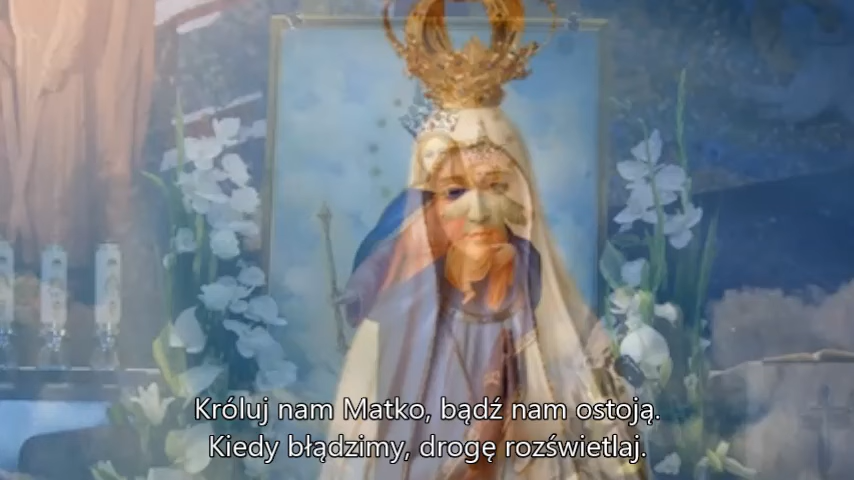 Króluj nam Matko, bądź nam ostoją.
Kiedy błądzimy, drogę rozświetlaj.